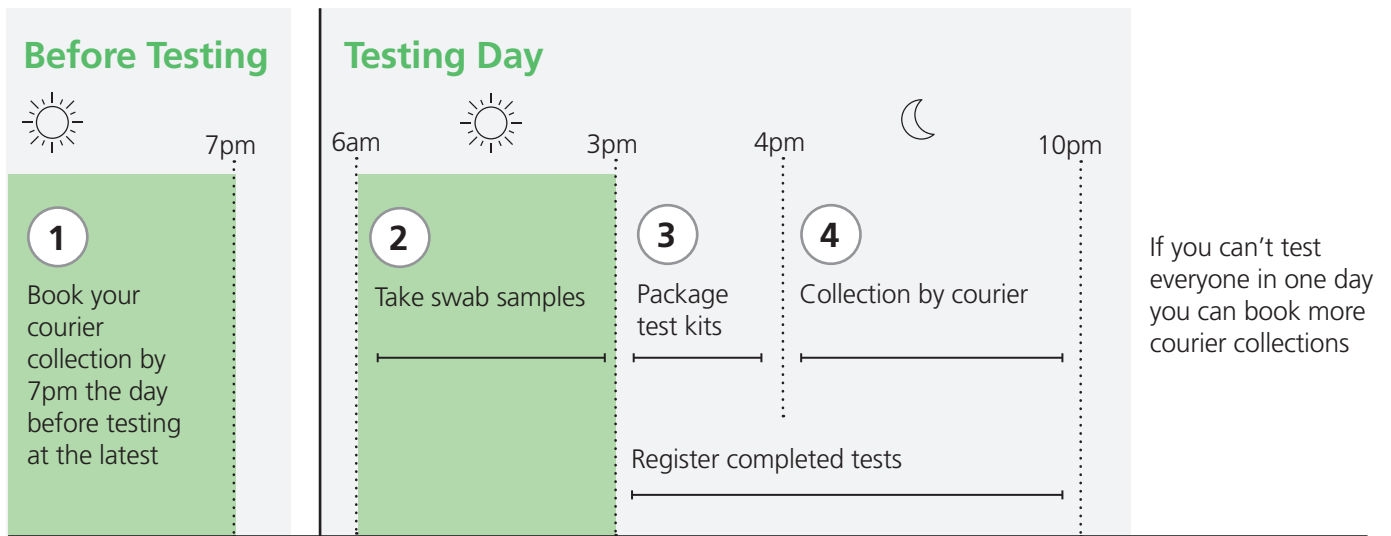 Before Testing
7pm
1
Book your
courier
collection by
7pm the day
before testing
at the latest
Testing Day
6am
3pm
4pm
10pm
2
Take swab samples
3
Package
test kits
4
Collection by courier
Register completed tests
If you can't test
everyone in one day
you can book more
courier collections